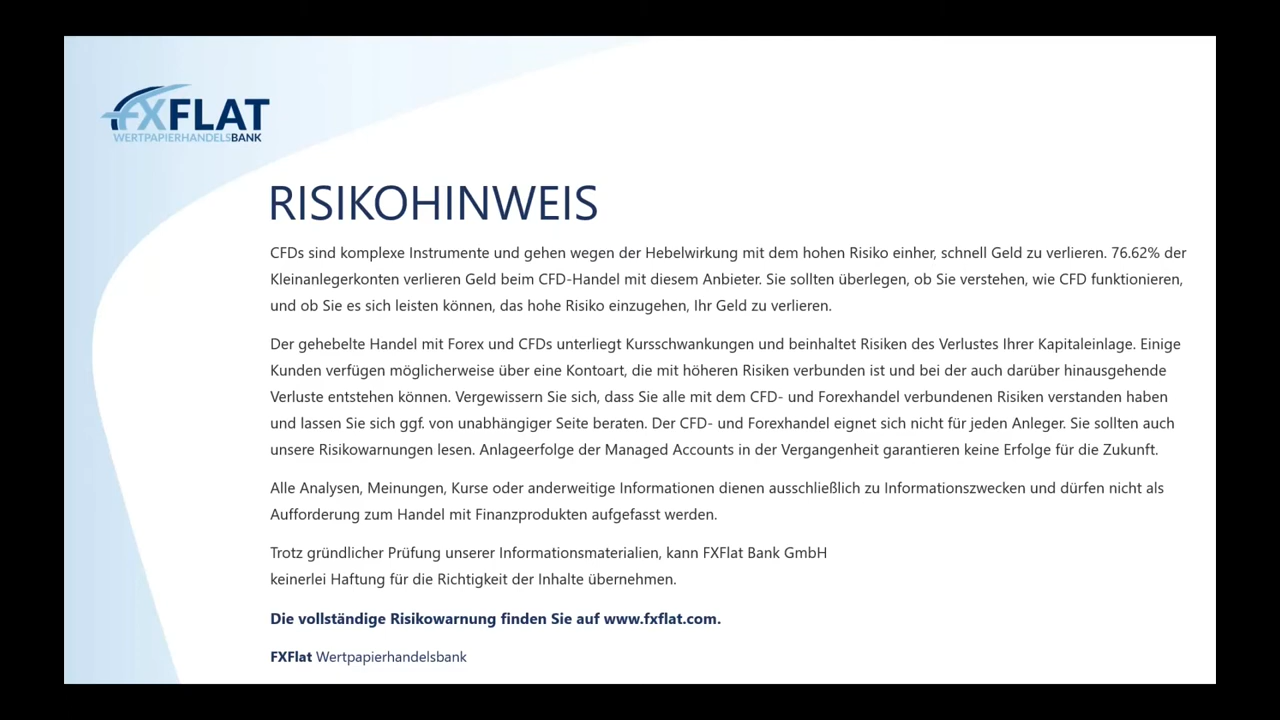 FXFLAT
WERTPAPIERHANDELSBANK
RISIKOHINWEIS
CFDs sind komplexe Instrumente und gehen wegen der Hebelwirkung mit dem hohen Risiko einher, schnell Geld zu verlieren. 76.62% der
Kleinanlegerkonten verlieren Geld beim CFD-Handel mit diesem Anbieter. Sie sollten überlegen, ob Sie verstehen, wie CFD funktionieren,
und ob Sie es sich leisten können, das hohe Risiko einzugehen, Ihr Geld zu verlieren.
Der gehebelte Handel mit Forex und CFDs unterliegt Kursschwankungen und beinhaltet Risiken des Verlustes Ihrer Kapitaleinlage. Einige
Kunden verfügen möglicherweise über eine Kontoart, die mit höheren Risiken verbunden ist und bei der auch darüber hinausgehende
Verluste entstehen können. Vergewissern Sie sich, dass Sie alle mit dem CFD- und Forexhandel verbundenen Risiken verstanden haben
und lassen Sie sich ggf. von unabhängiger Seite beraten. Der CFD- und Forexhandel eignet sich nicht für jeden Anleger. Sie sollten auch
unsere Risikowarnungen lesen. Anlageerfolge der Managed Accounts in der Vergangenheit garantieren keine Erfolge für die Zukunft.
Alle Analysen, Meinungen, Kurse oder anderweitige Informationen dienen ausschließlich zu Informationszwecken und dürfen nicht als
Aufforderung zum Handel mit Finanzprodukten aufgefasst werden.
Trotz gründlicher Prüfung unserer Informationsmaterialien, kann FXFlat Bank GmbH
keinerlei Haftung für die Richtigkeit der Inhalte übernehmen.
Die vollständige Risikowarnung finden Sie auf www.fxflat.com.
FXFlat Wertpapierhandelsbank